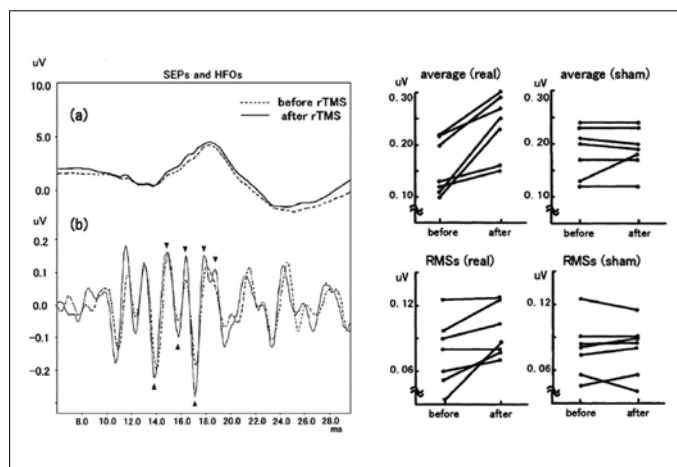 uV
SEPs and HFOs
10.0
before rTMS
(a)
after rTMS
5.0
0.0
uV
(b)
0.2
0.1
0.0
-0.1
-0.2
8.0 10.0 12.0 14.0 16.0 18.0 20.0 22.0 24.0 26.0 28.0
ms
average (real)
uV
0.30
0.20
0.10
before after
average (sham)
uV
0.30
0.20
0.10
before after
RMSs (real)
uV
0.12
0.06
before after
RMSs (sham)
uV
0.12
0.06
before after